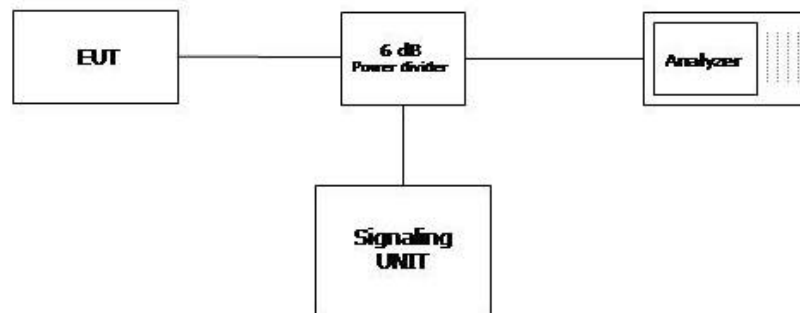 EUT
6 dB
Power divider
Analyzer
Signaling
UNIT